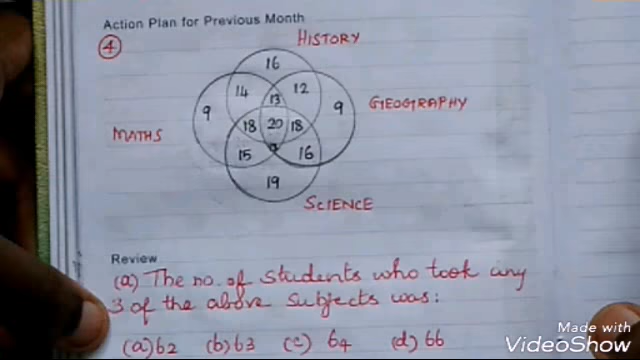 Action Plan for Previous Month
4
HISTORY
16
14
12
13
9
9
GEOGRAPHY
MATHS
18 20 18
15
16
19
SCIENCE
Review
(a) The no. of students who took any
3 of the above subjects was:
(a) 62 (b) 63 (c) 64 (d) 66
Made with
VideoShow